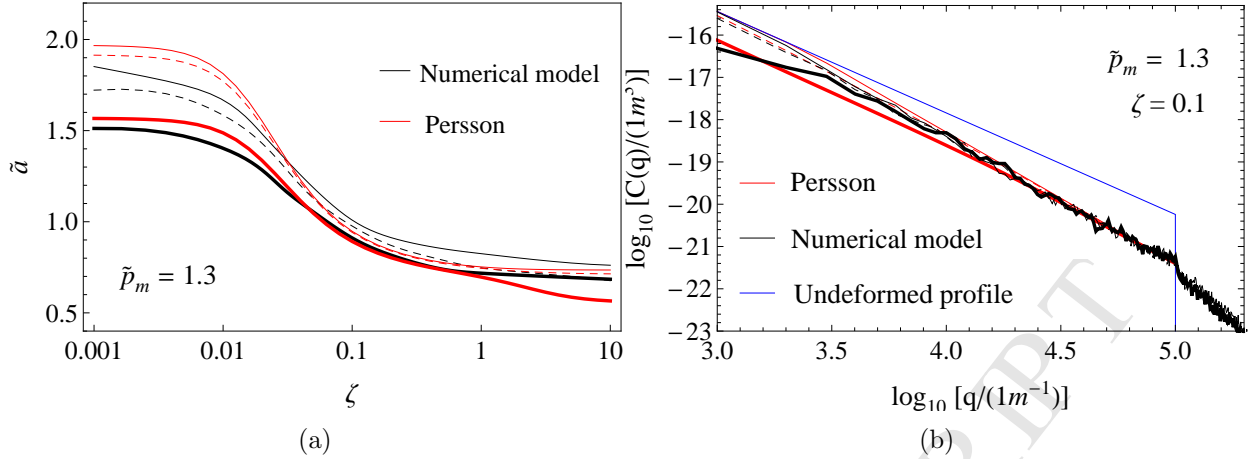 2.0
1.5
1.0
0.5
ã
Numerical model
Persson
p̃ₘ = 1.3
0.001 0.01 0.1 1 10
ζ
(a)
−16
−17
−18
−19
−20
−21
−22
−23
log₁₀ [C(q)/(1m³)]
p̃ₘ = 1.3
ζ = 0.1
Persson
Numerical model
Undeformed profile
3.0 3.5 4.0 4.5 5.0
log₁₀ [q/(1m⁻¹)]
(b)